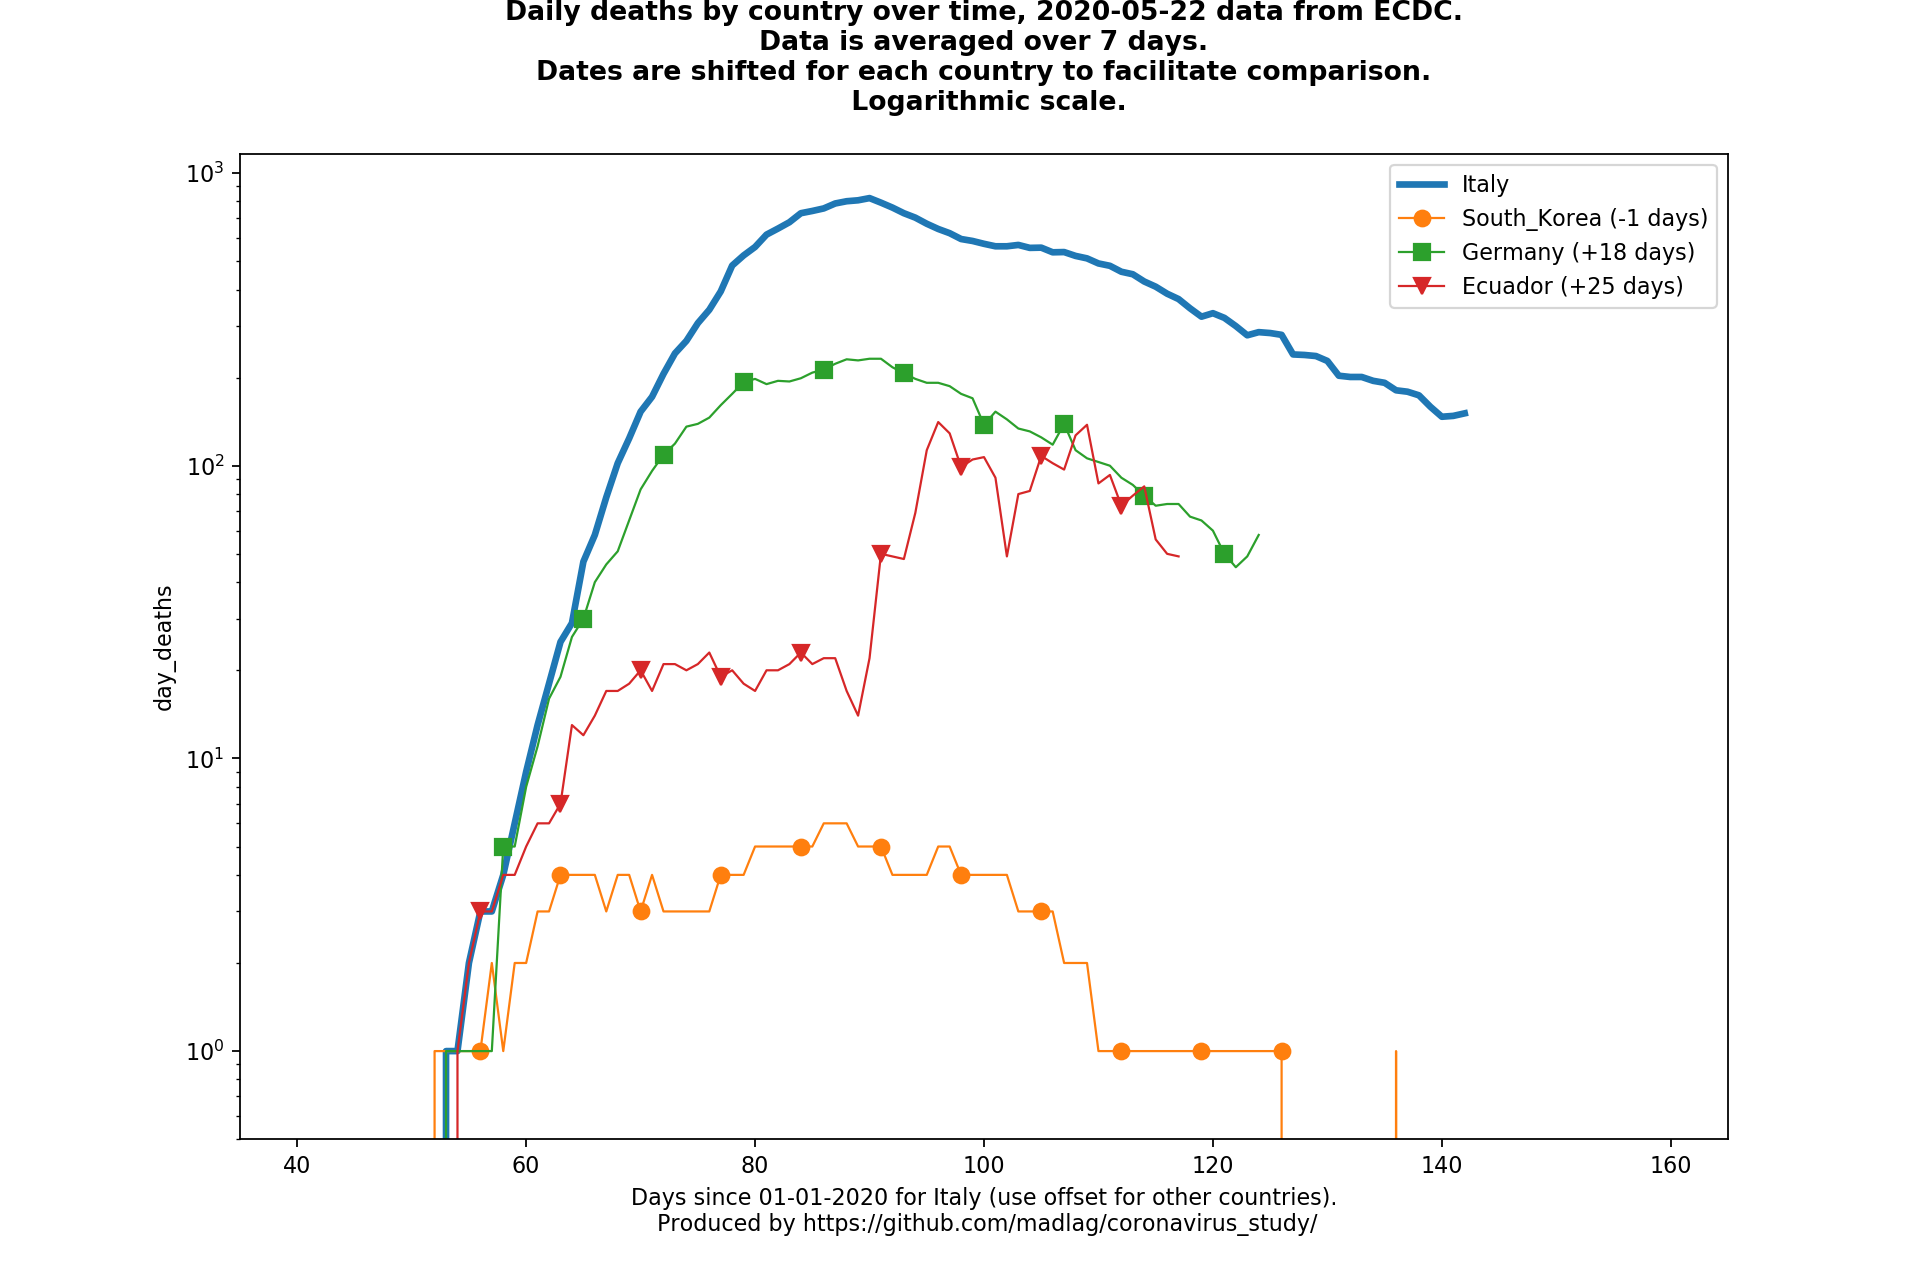 Daily deaths by country over time, 2020-05-22 data from ECDC.
Data is averaged over 7 days.
Dates are shifted for each country to facilitate comparison.
Logarithmic scale.
10³
10²
10¹
10⁰
day_deaths
Italy
South_Korea (-1 days)
Germany (+18 days)
Ecuador (+25 days)
40 60 80 100 120 140 160
Days since 01-01-2020 for Italy (use offset for other countries).
Produced by https://github.com/madlag/coronavirus_study/